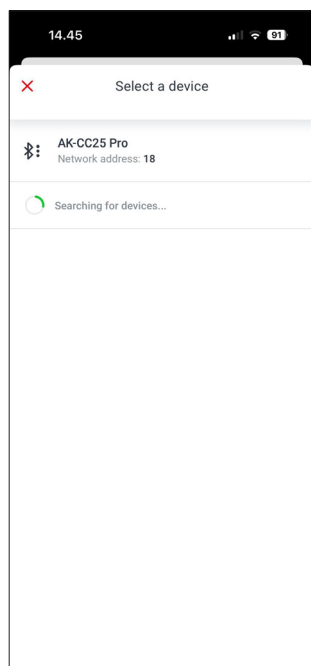 14.45
91
Select a device
AK-CC25 Pro
Network address: 18
Searching for devices...